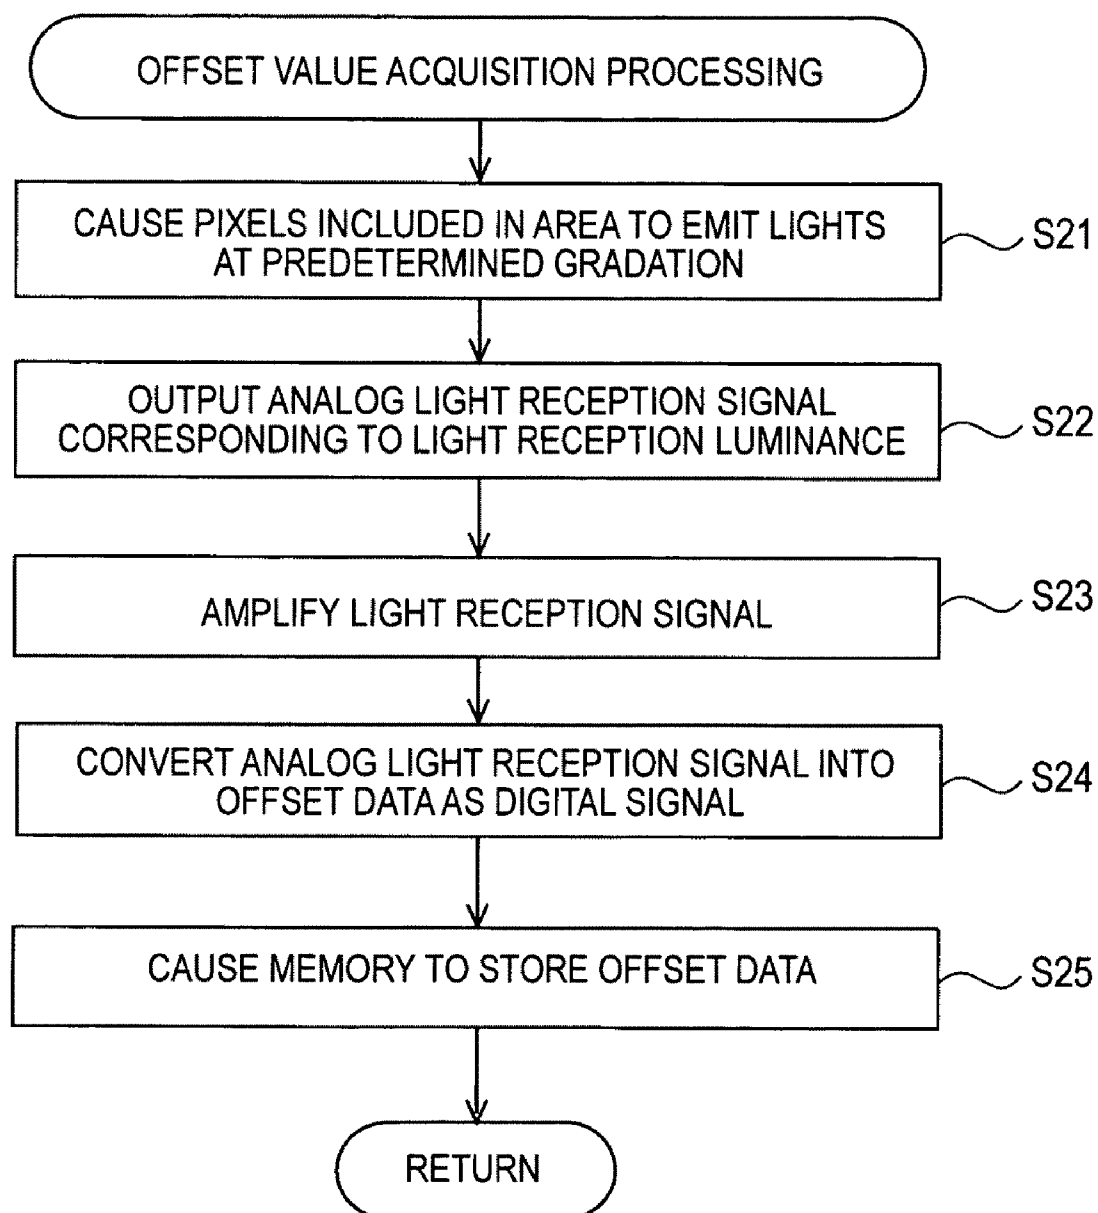 OFFSET VALUE ACQUISITION PROCESSING
CAUSE PIXELS INCLUDED IN AREA TO EMIT LIGHTS
AT PREDETERMINED GRADATION
S21
OUTPUT ANALOG LIGHT RECEPTION SIGNAL
CORRESPONDING TO LIGHT RECEPTION LUMINANCE
S22
AMPLIFY LIGHT RECEPTION SIGNAL
S23
CONVERT ANALOG LIGHT RECEPTION SIGNAL INTO
OFFSET DATA AS DIGITAL SIGNAL
S24
CAUSE MEMORY TO STORE OFFSET DATA
S25
RETURN